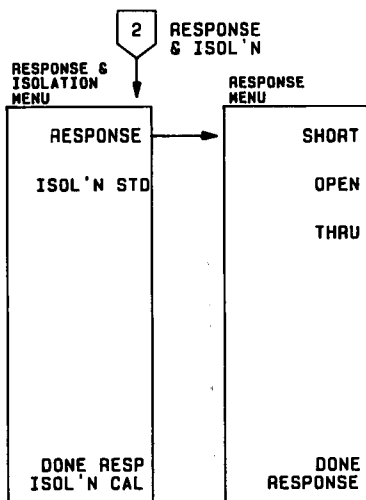 2
RESPONSE
& ISOL'N
RESPONSE &
ISOLATION
MENU
RESPONSE
ISOL'N STD
DONE RESP
ISOL'N CAL
RESPONSE
MENU
SHORT
OPEN
THRU
DONE
RESPONSE